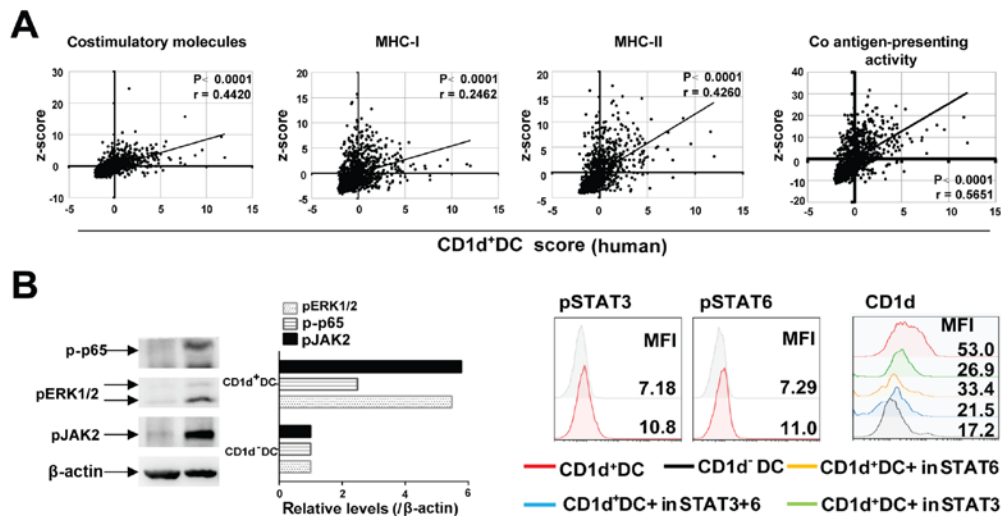 A
Costimulatory molecules
MHC-I
MHC-II
Co antigen-presenting
activity
P< 0.0001
r = 0.4420
P< 0.0001
r = 0.2462
P< 0.0001
r = 0.4260
P< 0.0001
r = 0.5651
z-score
30
20
10
0
-10
-5 0 5 10 15
z-score
20
15
10
5
0
-5
-5 0 5 10 15
z-score
20
15
10
5
0
-5
-5 0 5 10 15
z-score
40
30
20
10
0
-10
-20
-5 0 5 10 15
CD1d+DC score (human)
B
p-p65
pERK1/2
pJAK2
β-actin
pERK1/2
p-p65
pJAK2
CD1d+DC
CD1d-DC
0 2 4 6
Relative levels (/β-actin)
pSTAT3
MFI
7.18
10.8
pSTAT6
MFI
7.29
11.0
CD1d
MFI
53.0
26.9
33.4
21.5
17.2
CD1d+DC
CD1d- DC
CD1d+DC+ in STAT6
CD1d+DC+ in STAT3+6
CD1d+DC+ in STAT3